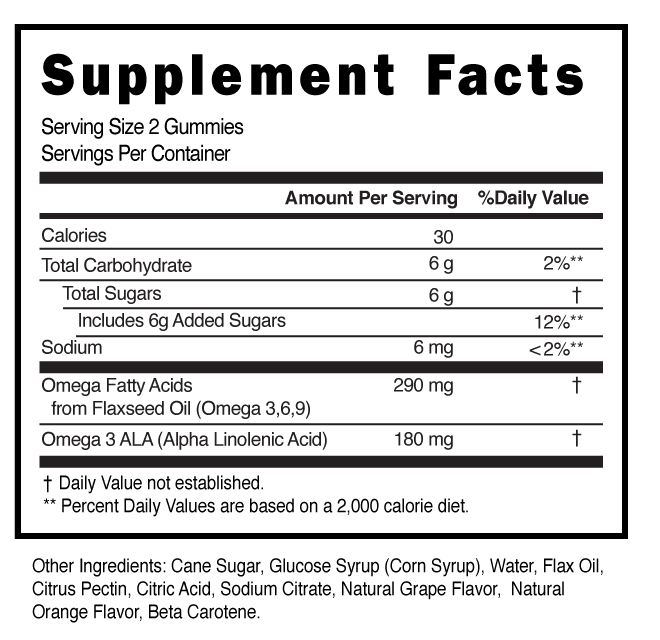 Supplement Facts
Serving Size 2 Gummies
Servings Per Container
Amount Per Serving %Daily Value
Calories 30
Total Carbohydrate 6 g 2%**
Total Sugars 6 g †
Includes 6g Added Sugars 12%**
Sodium 6 mg <2%**
Omega Fatty Acids 290 mg †
from Flaxseed Oil (Omega 3,6,9)
Omega 3 ALA (Alpha Linolenic Acid) 180 mg †
† Daily Value not established.
** Percent Daily Values are based on a 2,000 calorie diet.
Other Ingredients: Cane Sugar, Glucose Syrup (Corn Syrup), Water, Flax Oil,
Citrus Pectin, Citric Acid, Sodium Citrate, Natural Grape Flavor, Natural
Orange Flavor, Beta Carotene.